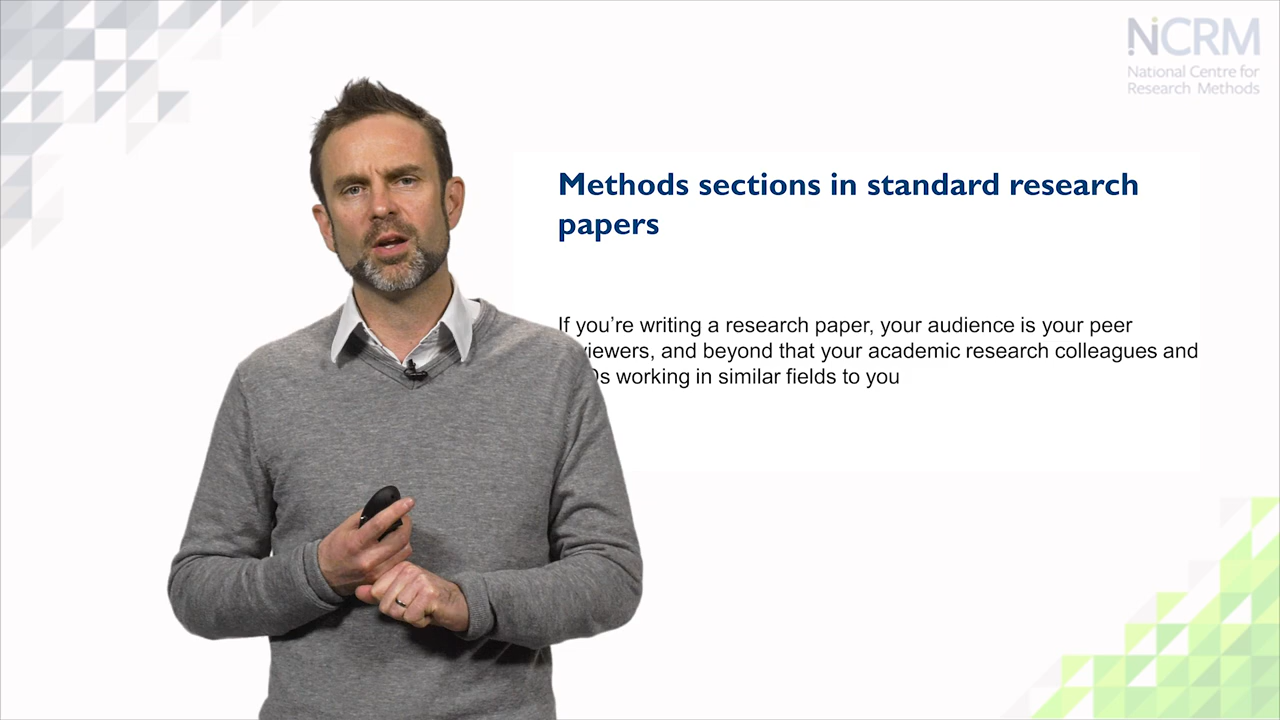 NCRM
National Centre for
Research Methods
Methods sections in standard research
papers
If you're writing a research paper, your audience is your peer
viewers, and beyond that your academic research colleagues and
s working in similar fields to you